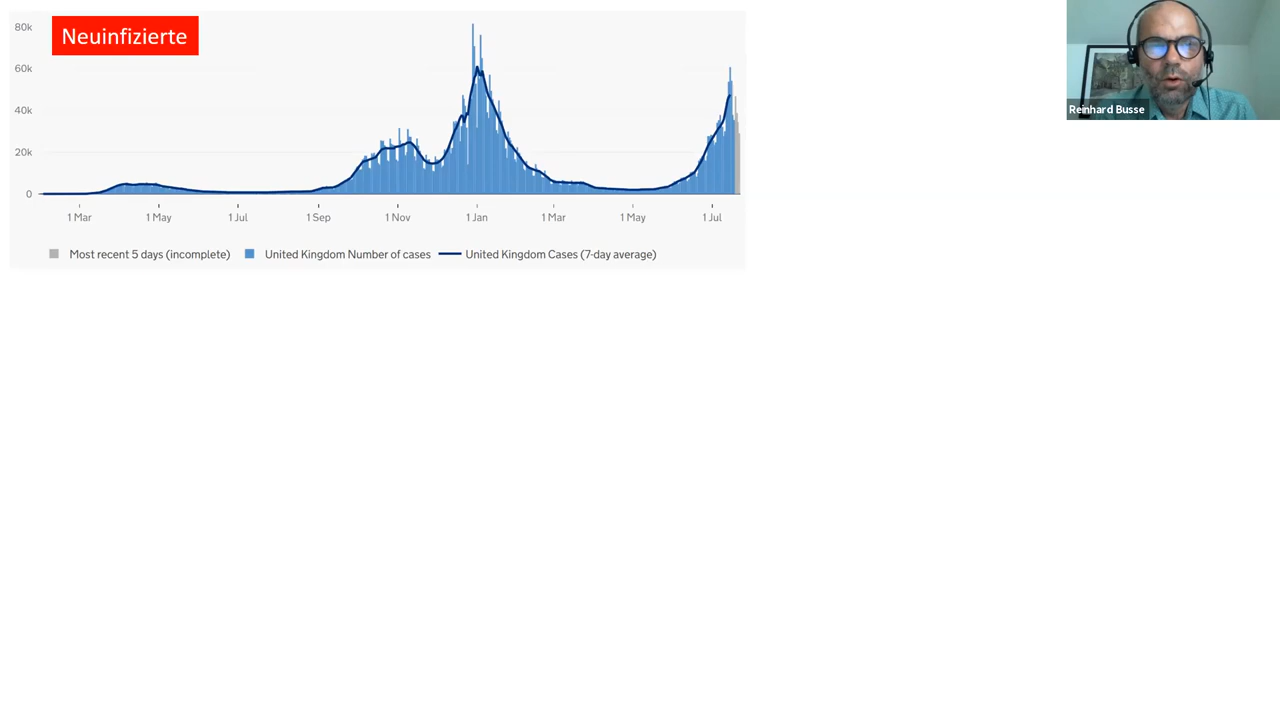 Neuinfizierte
80k
60k
40k
20k
0
1 Mar
1 May
1 Jul
1 Sep
1 Nov
1 Jan
1 Mar
1 May
1 Jul
Most recent 5 days (incomplete)
United Kingdom Number of cases
United Kingdom Cases (7-day average)
Reinhard Busse